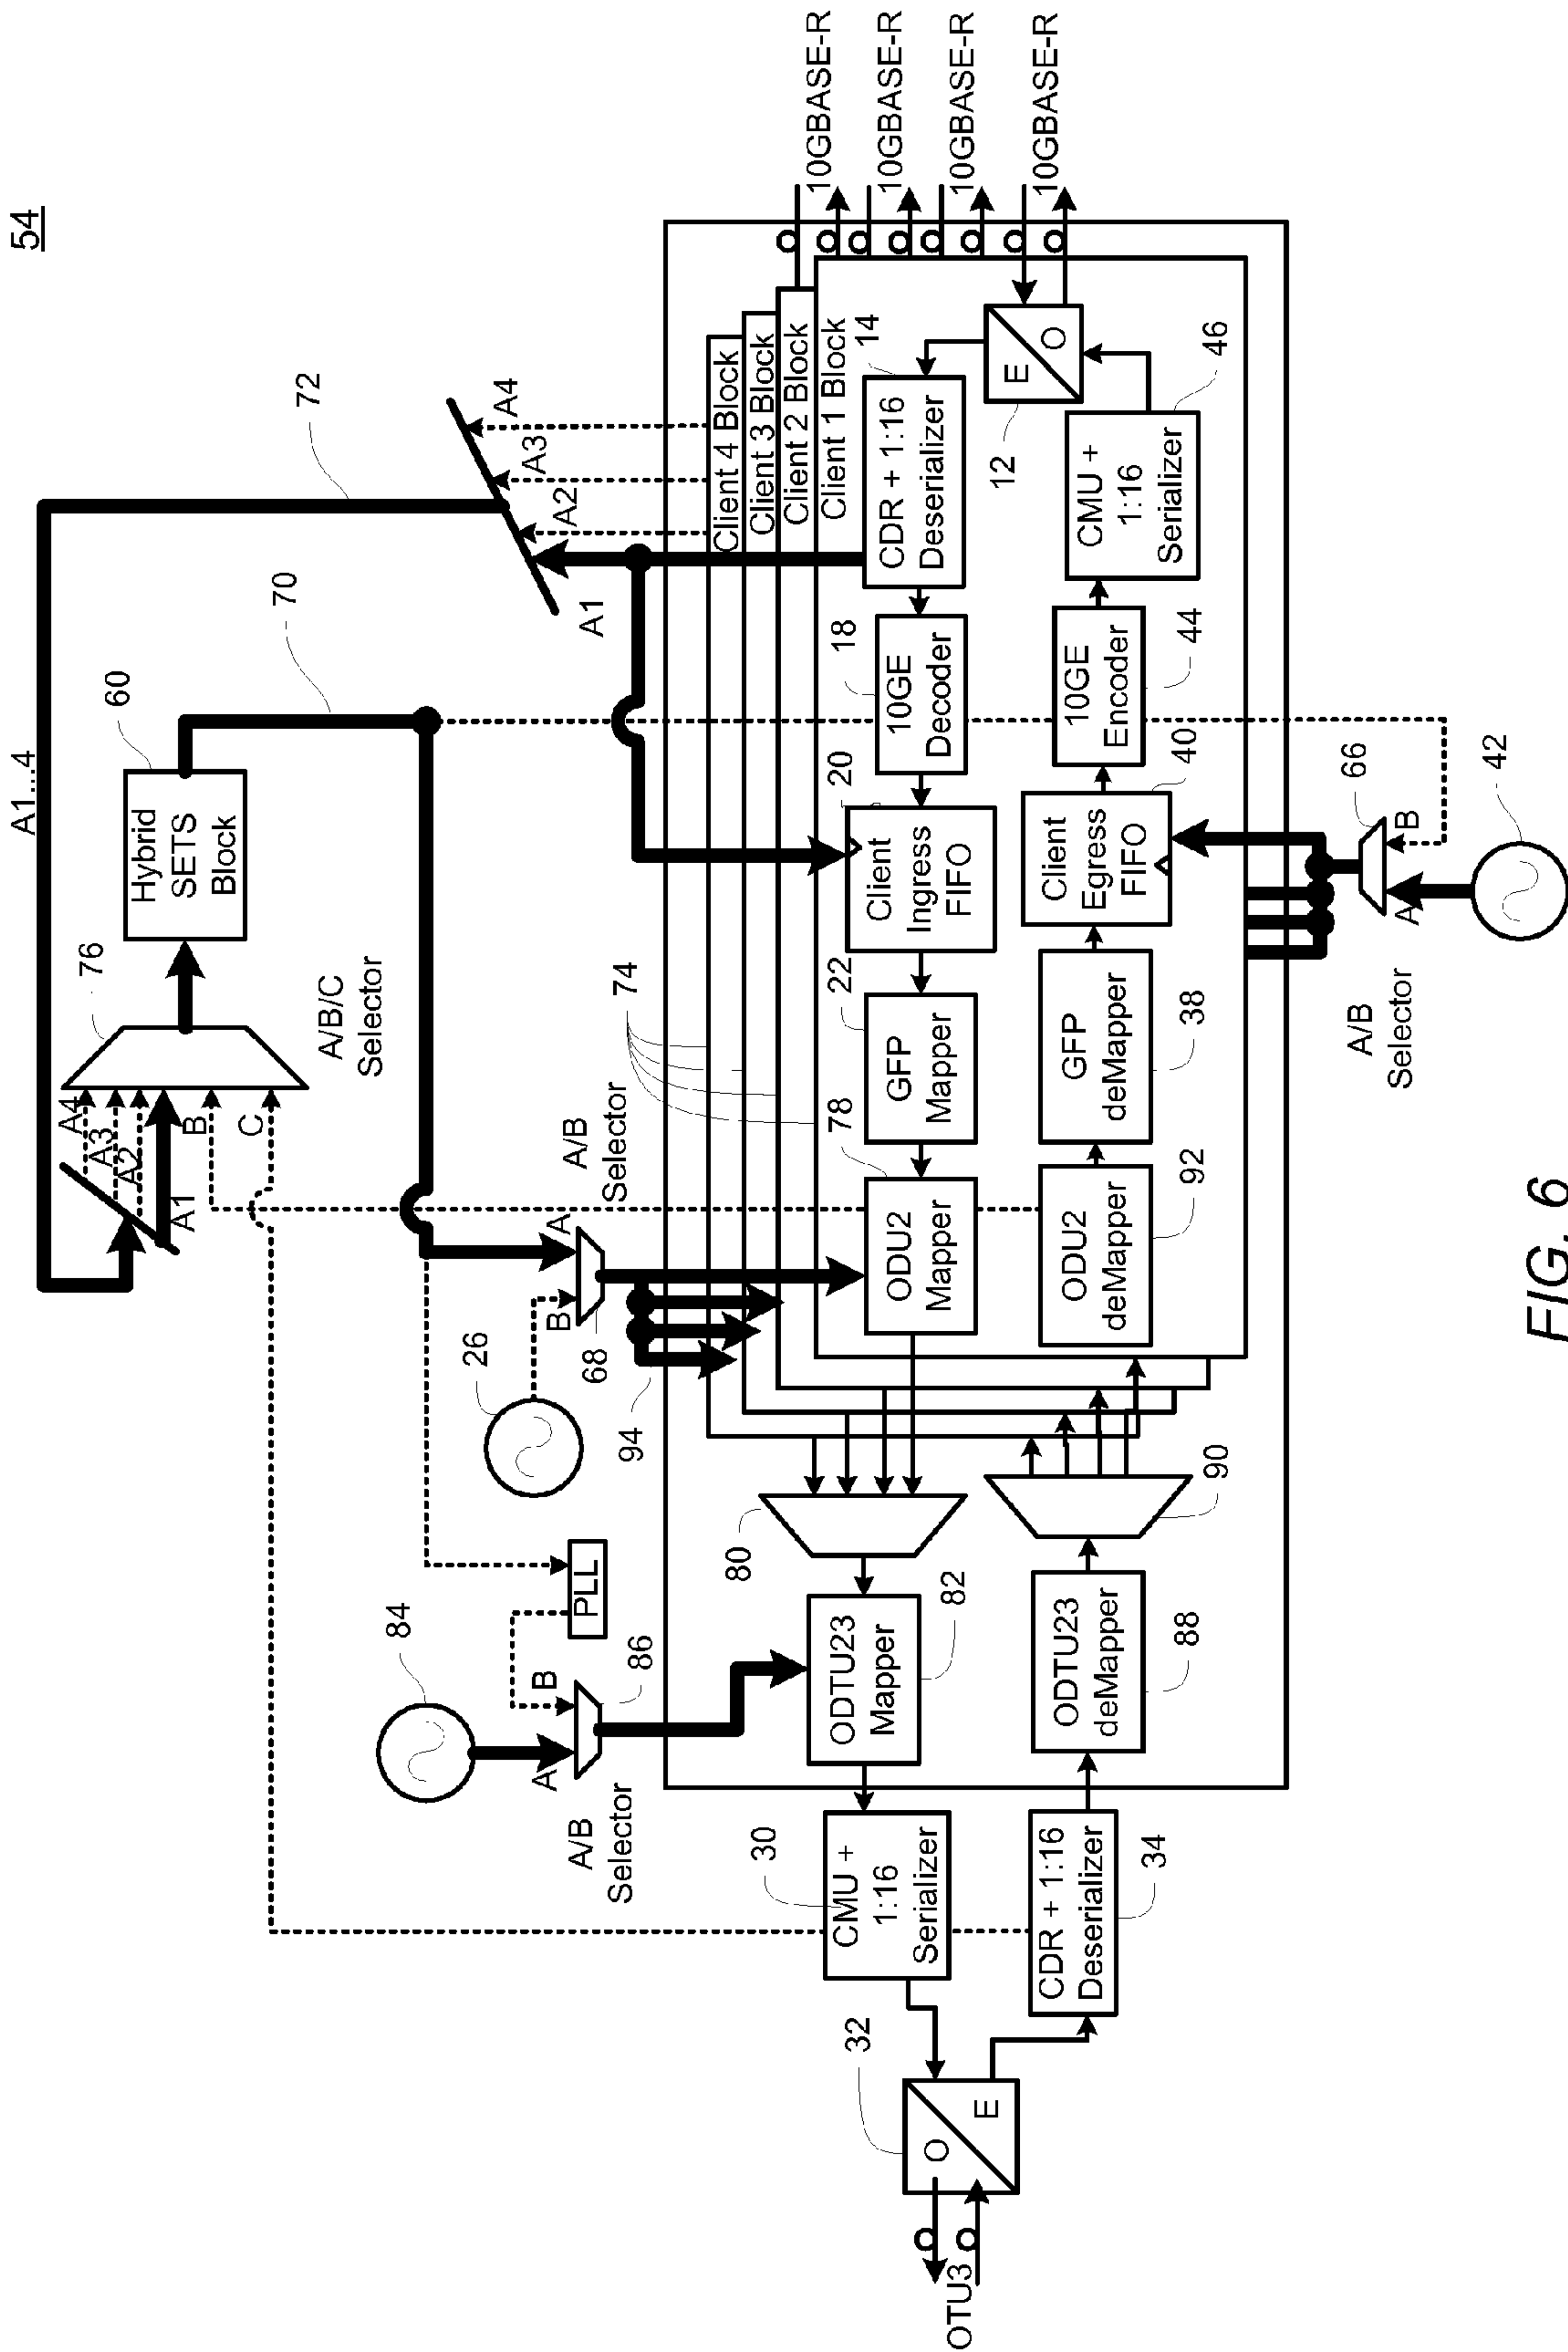 54
A1...4
72
70
60
Hybrid
SETS
Block
76
A/B/C
Selector
A4
A3
A2
A1
B
C
A4
A3
A2
A1
84
A
B
86
A/B
Selector
PLL
26
B
A
68
A/B
Selector
94
74
Client 4 Block
Client 3 Block
Client 2 Block
Client 1 Block
10GBASE-R
10GBASE-R
10GBASE-R
10GBASE-R
OTU3
32
O
E
30
CMU +
1:16
Serializer
82
ODTU23
Mapper
80
78
ODU2
Mapper
22
GFP
Mapper
20
Client
Ingress
FIFO
18
10GE
Decoder
14
CDR + 1:16
Deserializer
12
E
O
34
CDR + 1:16
Deserializer
88
ODTU23
deMapper
90
92
ODU2
deMapper
38
GFP
deMapper
40
Client
Egress
FIFO
44
10GE
Encoder
46
CMU +
1:16
Serializer
A/B
Selector
66
A
B
42
FIG. 6